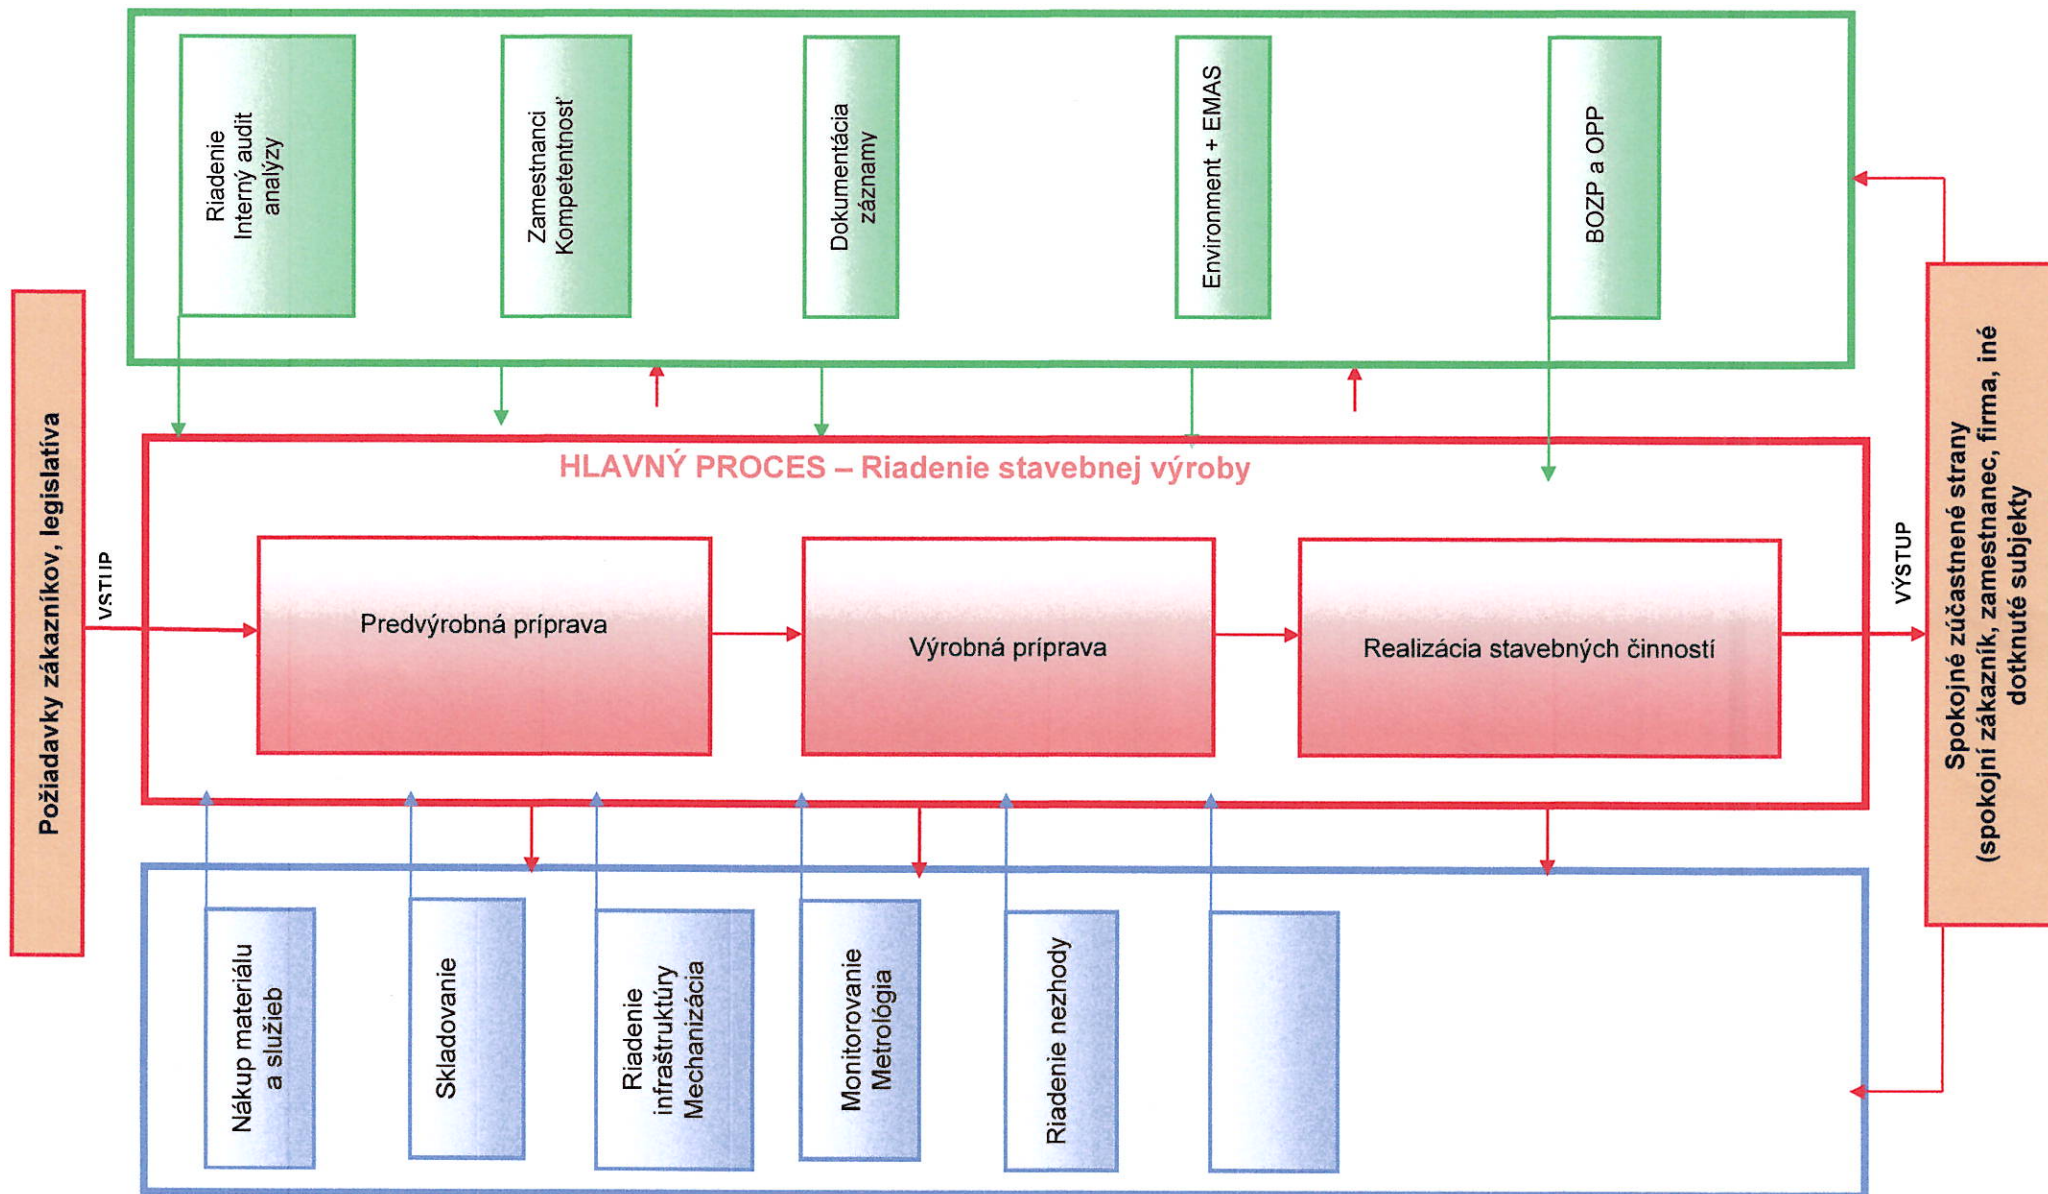 Riadenie
Interný audit
analýzy
Zamestnanci
Kompetentnosť
Dokumentácia
záznamy
Environment + EMAS
BOZP a OPP
Požiadavky zákazníkov, legislatíva
VSTUP
HLAVNÝ PROCES – Riadenie stavebnej výroby
Predvýrobná príprava
Výrobná príprava
Realizácia stavebných činností
VÝSTUP
Spokojné zúčastnené strany
(spokojní zákazník, zamestnanec, firma, iné
dotknuté subjekty
Nákup materiálu
a služieb
Skladovanie
Riadenie
infraštruktúry
Mechanizácia
Monitorovanie
Metrológia
Riadenie nezhody